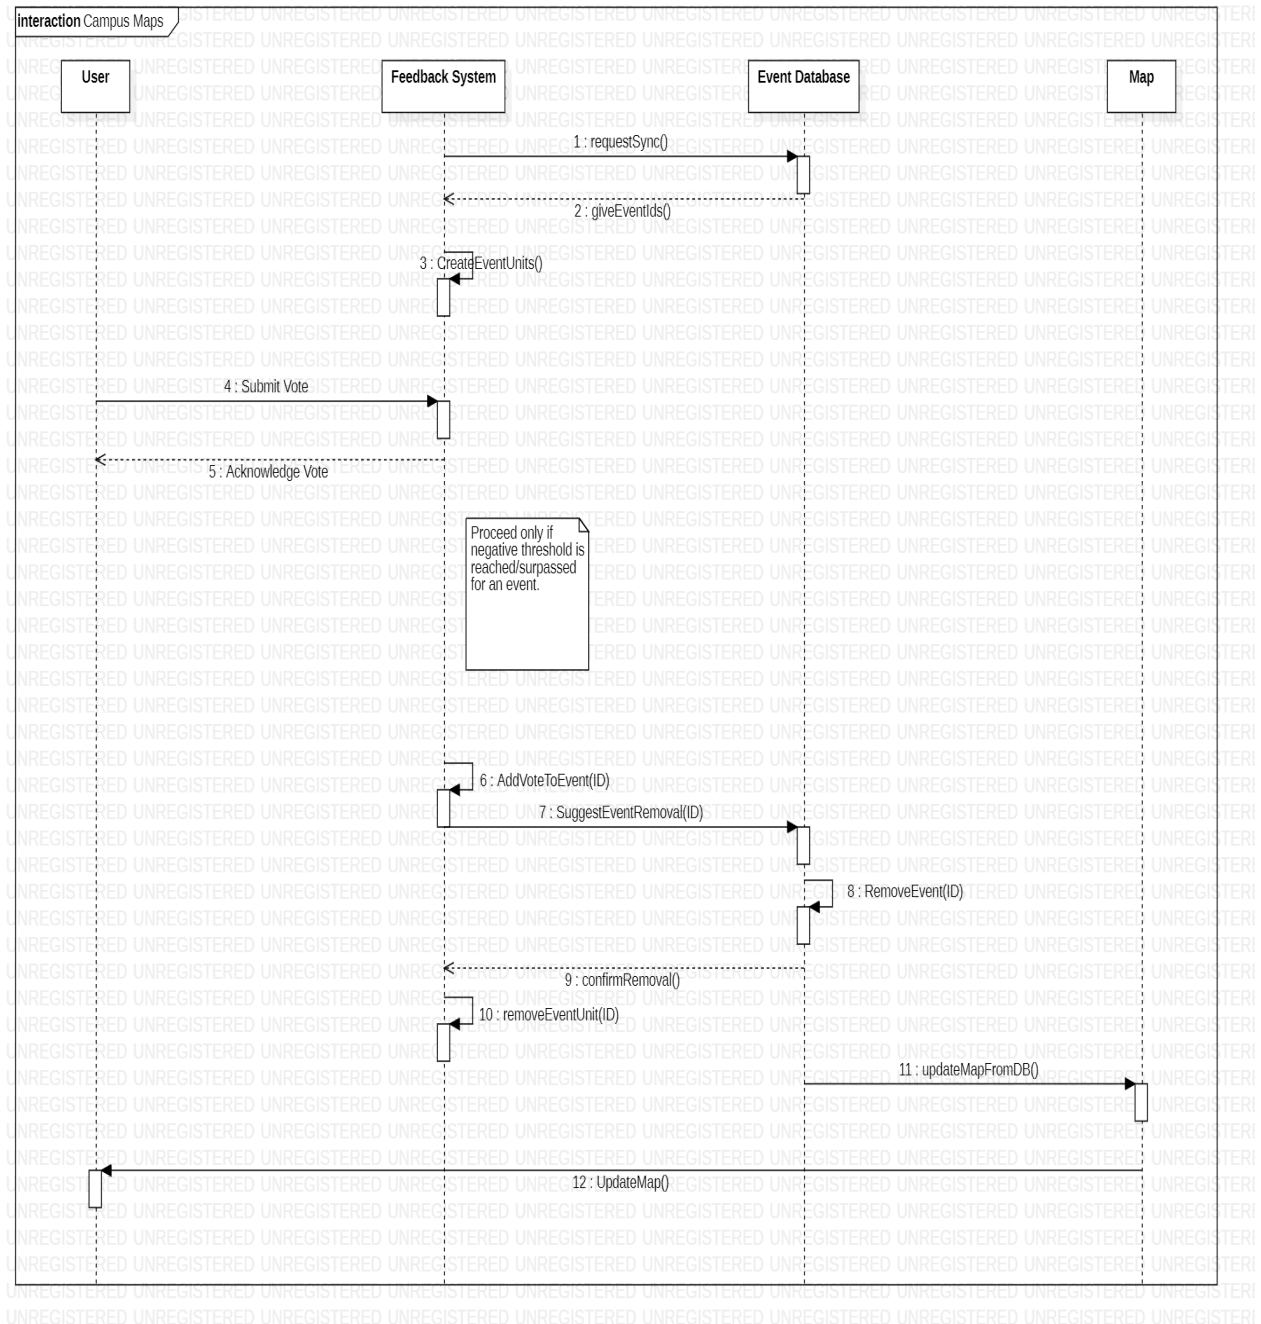 interaction Campus Maps
User
Feedback System
Event Database
Map
1 : requestSync()
2 : giveEventIds()
3 : CreateEventUnits()
4 : Submit Vote
5 : Acknowledge Vote
Proceed only if
negative threshold is
reached/surpassed
for an event.
6 : AddVoteToEvent(ID)
7 : SuggestEventRemoval(ID)
8 : RemoveEvent(ID)
9 : confirmRemoval()
10 : removeEventUnit(ID)
11 : updateMapFromDB()
12 : UpdateMap()
UNREGISTERED